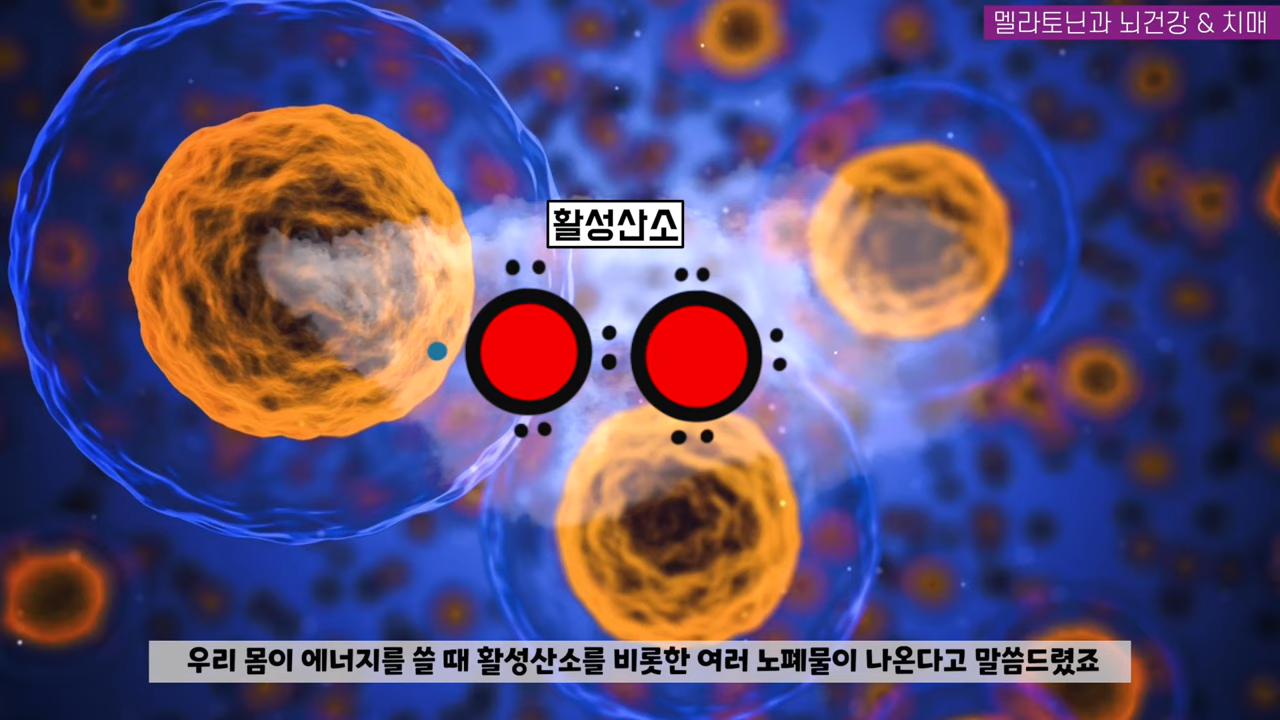 멜라토닌과 뇌건강 & 치매
활성산소
우리 몸이 에너지를 쓸 때 활성산소를 비롯한 여러 노폐물이 나온다고 말씀드렸죠